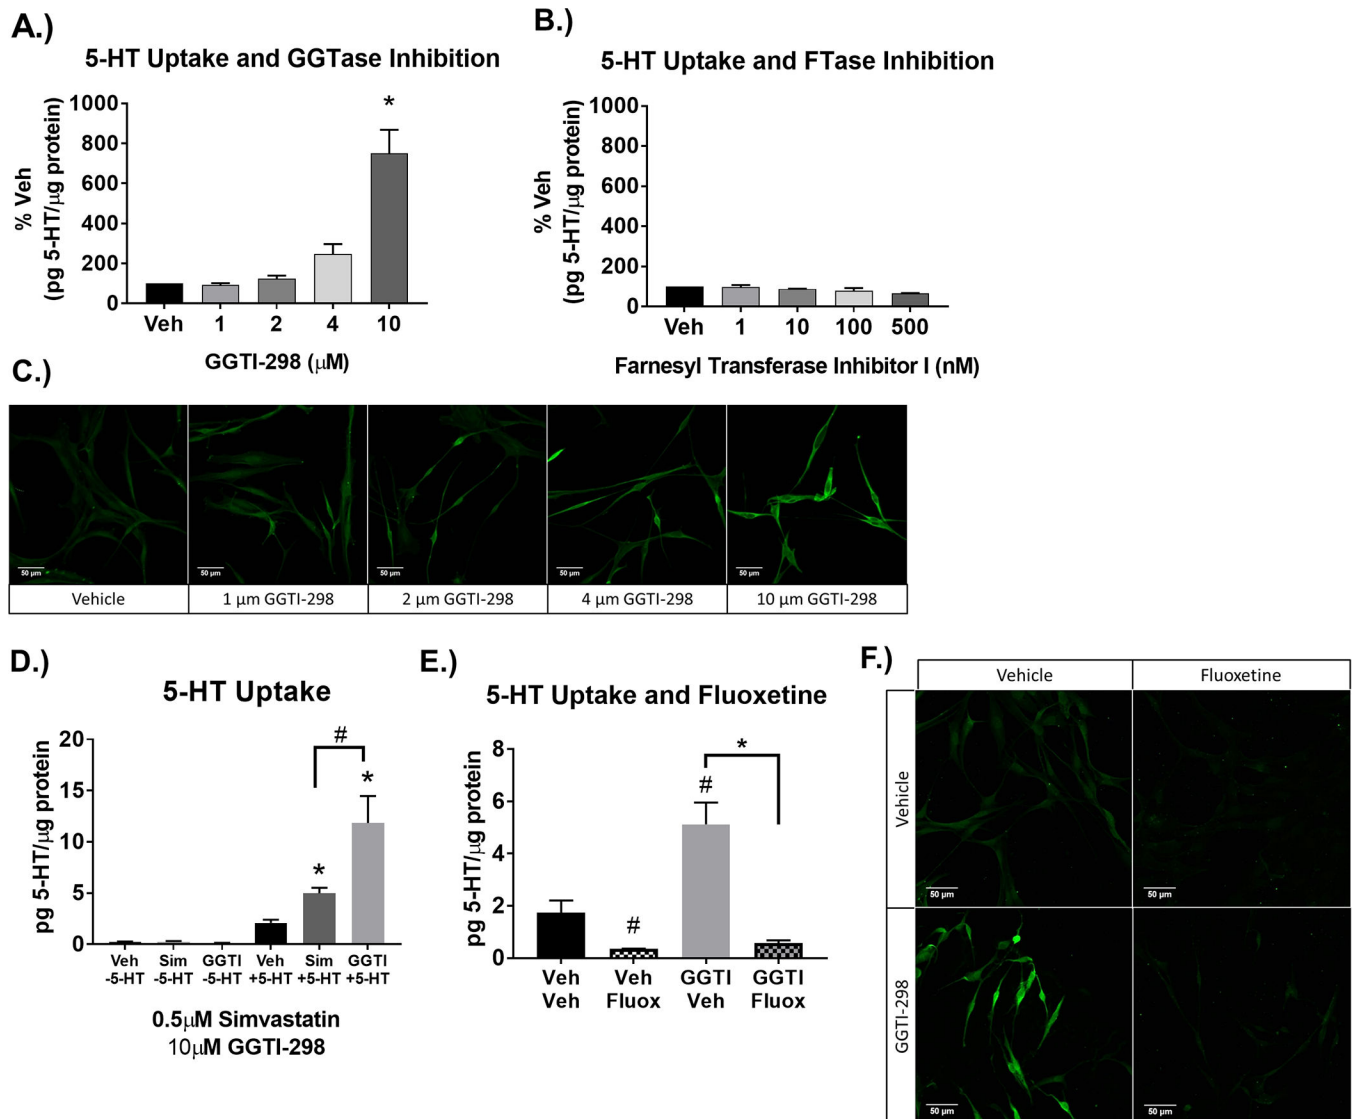 A.)
5-HT Uptake and GGTase Inhibition
% Veh
(pg 5-HT/μg protein)
1000
800
600
400
200
0
*
Veh 1 2 4 10
GGTI-298 (μM)
B.)
5-HT Uptake and FTase Inhibition
% Veh
(pg 5-HT/μg protein)
1000
800
600
400
200
0
Veh 1 10 100 500
Farnesyl Transferase Inhibitor I (nM)
C.)
50 μm 50 μm 50 μm 50 μm 50 μm
Vehicle 1 μm GGTI-298 2 μm GGTI-298 4 μm GGTI-298 10 μm GGTI-298
D.)
5-HT Uptake
pg 5-HT/μg protein
20
15
10
5
0
#
*
*
Veh Sim GGTI Veh Sim GGTI
-5-HT -5-HT -5-HT +5-HT +5-HT +5-HT
0.5μM Simvastatin
10μM GGTI-298
E.)
5-HT Uptake and Fluoxetine
pg 5-HT/μg protein
8
6
4
2
0
*
#
#
Veh Veh GGTI GGTI
Veh Fluox Veh Fluox
F.)
Vehicle Fluoxetine
Vehicle
50 μm 50 μm
GGTI-298
50 μm 50 μm